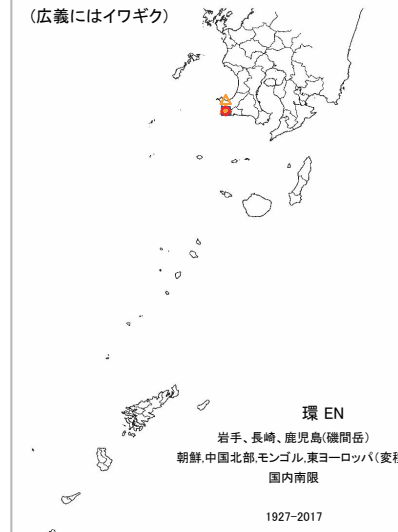 (広義にはイワギク)
環 EN
岩手、長崎、鹿児島(磯間岳)
朝鮮,中国北部,モンゴル,東ヨーロッパ(変種
国内南限
1927-2017